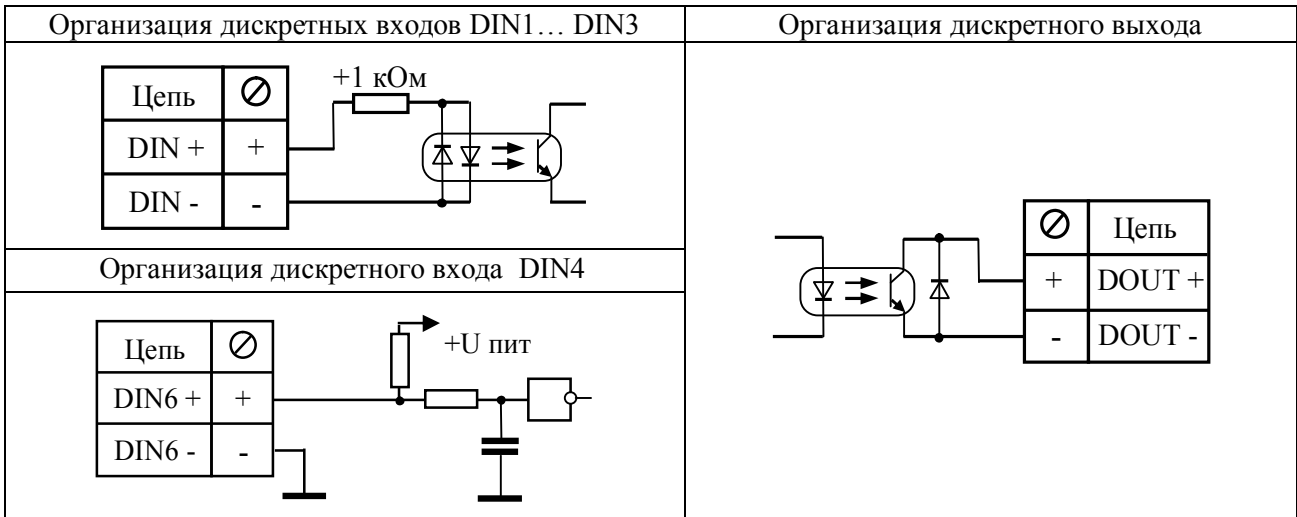 Организация дискретных входов DIN1… DIN3
+1 кОм
Цепь
DIN + +
DIN - -
Организация дискретного входа DIN4
+U пит
Цепь
DIN6 + +
DIN6 - -
Организация дискретного выхода
Цепь
+ DOUT +
- DOUT -